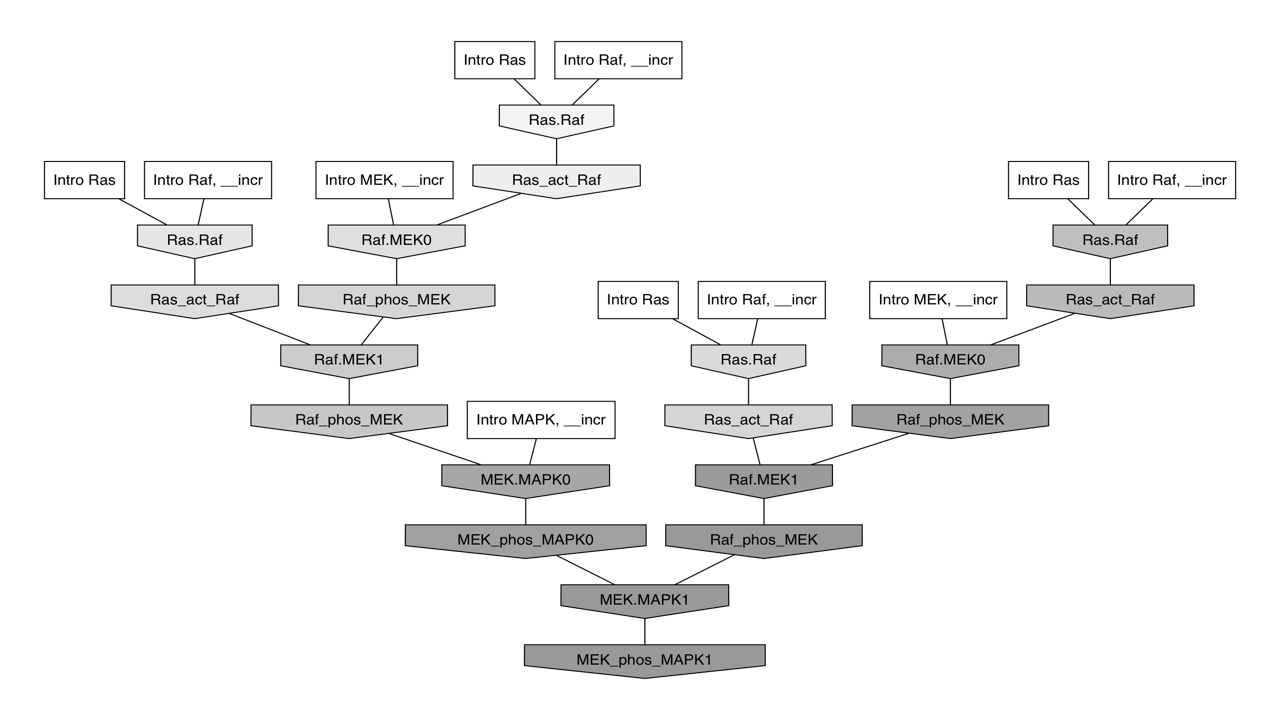 Intro Ras
Intro Raf, __incr
Ras.Raf
Intro Ras
Intro Raf, __incr
Intro MEK, __incr
Ras_act_Raf
Intro Ras
Intro Raf, __incr
Ras.Raf
Raf.MEK0
Ras.Raf
Ras_act_Raf
Raf_phos_MEK
Intro Ras
Intro Raf, __incr
Intro MEK, __incr
Ras_act_Raf
Raf.MEK1
Ras.Raf
Raf.MEK0
Raf_phos_MEK
Intro MAPK, __incr
Ras_act_Raf
Raf_phos_MEK
MEK.MAPK0
Raf.MEK1
MEK_phos_MAPK0
Raf_phos_MEK
MEK.MAPK1
MEK_phos_MAPK1